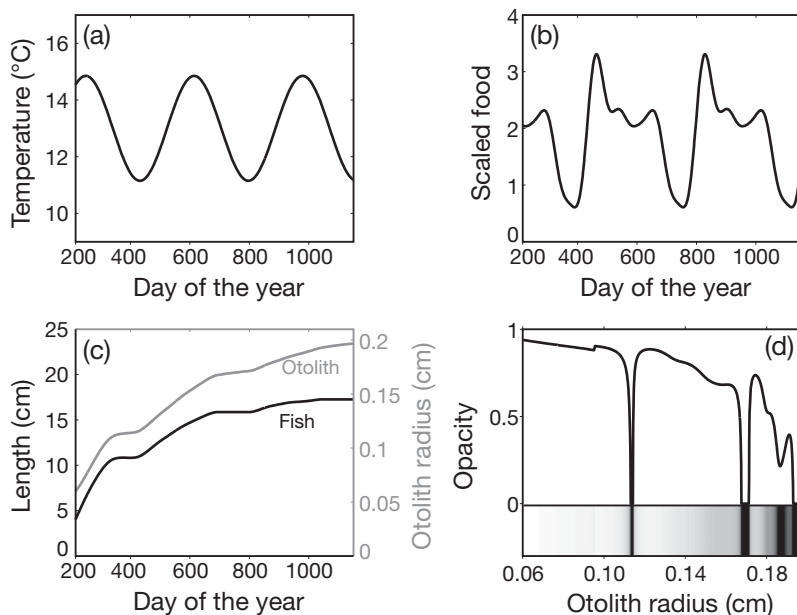 (a)
Temperature (°C)
16
14
12
10
200 400 600 800 1000
Day of the year
(b)
Scaled food
4
3
2
1
0
200 400 600 800 1000
Day of the year
(c)
Length (cm)
25
20
15
10
5
0
Otolith
Fish
0.2
0.15
0.1
0.05
0
Otolith radius (cm)
200 400 600 800 1000
Day of the year
(d)
Opacity
1
0.5
0
0.06 0.10 0.14 0.18
Otolith radius (cm)